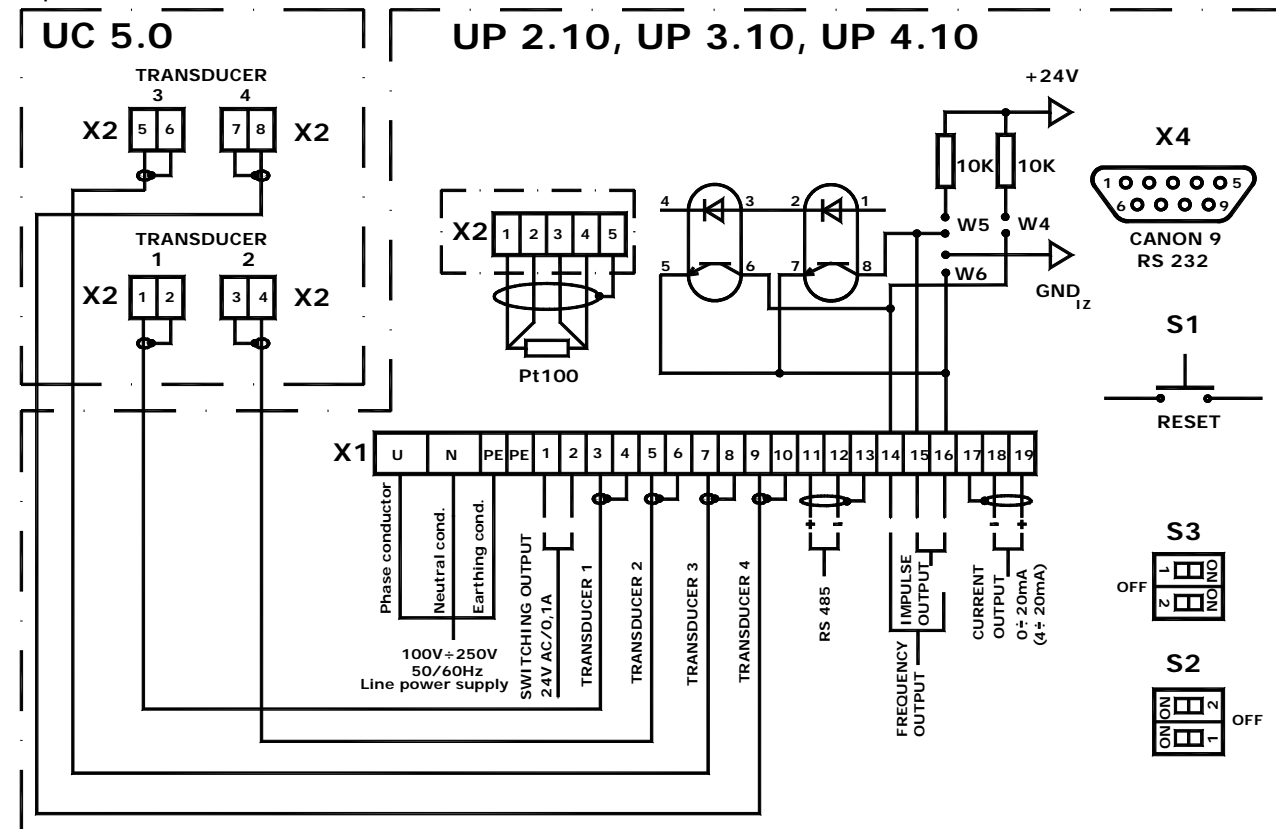 UC 5.0
UP 2.10, UP 3.10, UP 4.10
TRANSDUCER
3 4
X2 5 6 7 8 X2
TRANSDUCER
1 2
X2 1 2 3 4 X2
X2 1 2 3 4 5
Pt100
4 3 2 1
5 6 7 8
+24V
10K 10K
W5 W4
W6
GND IZ
X4
1 5
6 9
CANON 9
RS 232
S1
RESET
X1 U N PE PE 1 2 3 4 5 6 7 8 9 10 11 12 13 14 15 16 17 18 19
Phase conductor
Neutral cond.
Earthing cond.
100V÷250V
50/60Hz
Line power supply
SWITCHING OUTPUT
24V AC/0,1A
TRANSDUCER 1
TRANSDUCER 2
TRANSDUCER 3
TRANSDUCER 4
+ -
RS 485
IMPULSE
OUTPUT
FREQUENCY
OUTPUT
- +
CURRENT
OUTPUT
0÷20mA
(4÷20mA)
S3
OFF
1 ON
2 ON
S2
ON 2
ON 1
OFF